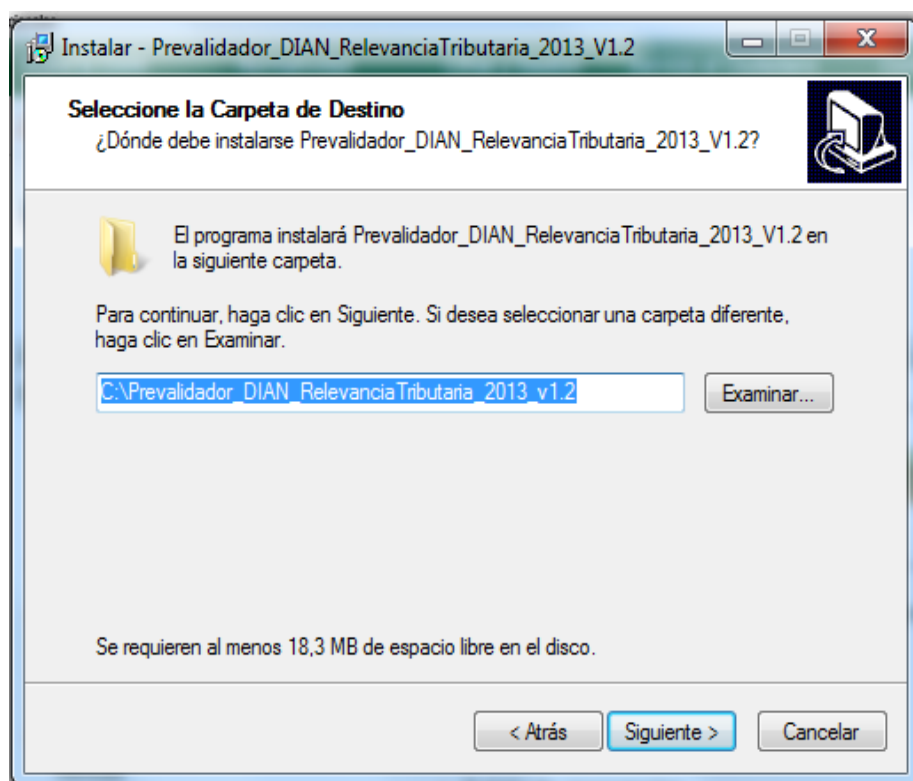 Instalar - Prevalidador_DIAN_RelevanciaTributaria_2013_V1.2
Seleccione la Carpeta de Destino
¿Dónde debe instalarse Prevalidador_DIAN_RelevanciaTributaria_2013_V1.2?
El programa instalará Prevalidador_DIAN_RelevanciaTributaria_2013_V1.2 en
la siguiente carpeta.
Para continuar, haga clic en Siguiente. Si desea seleccionar una carpeta diferente,
haga clic en Examinar.
C:\Prevalidador_DIAN_RelevanciaTributaria_2013_v1.2
Examinar...
Se requieren al menos 18,3 MB de espacio libre en el disco.
< Atrás
Siguiente >
Cancelar